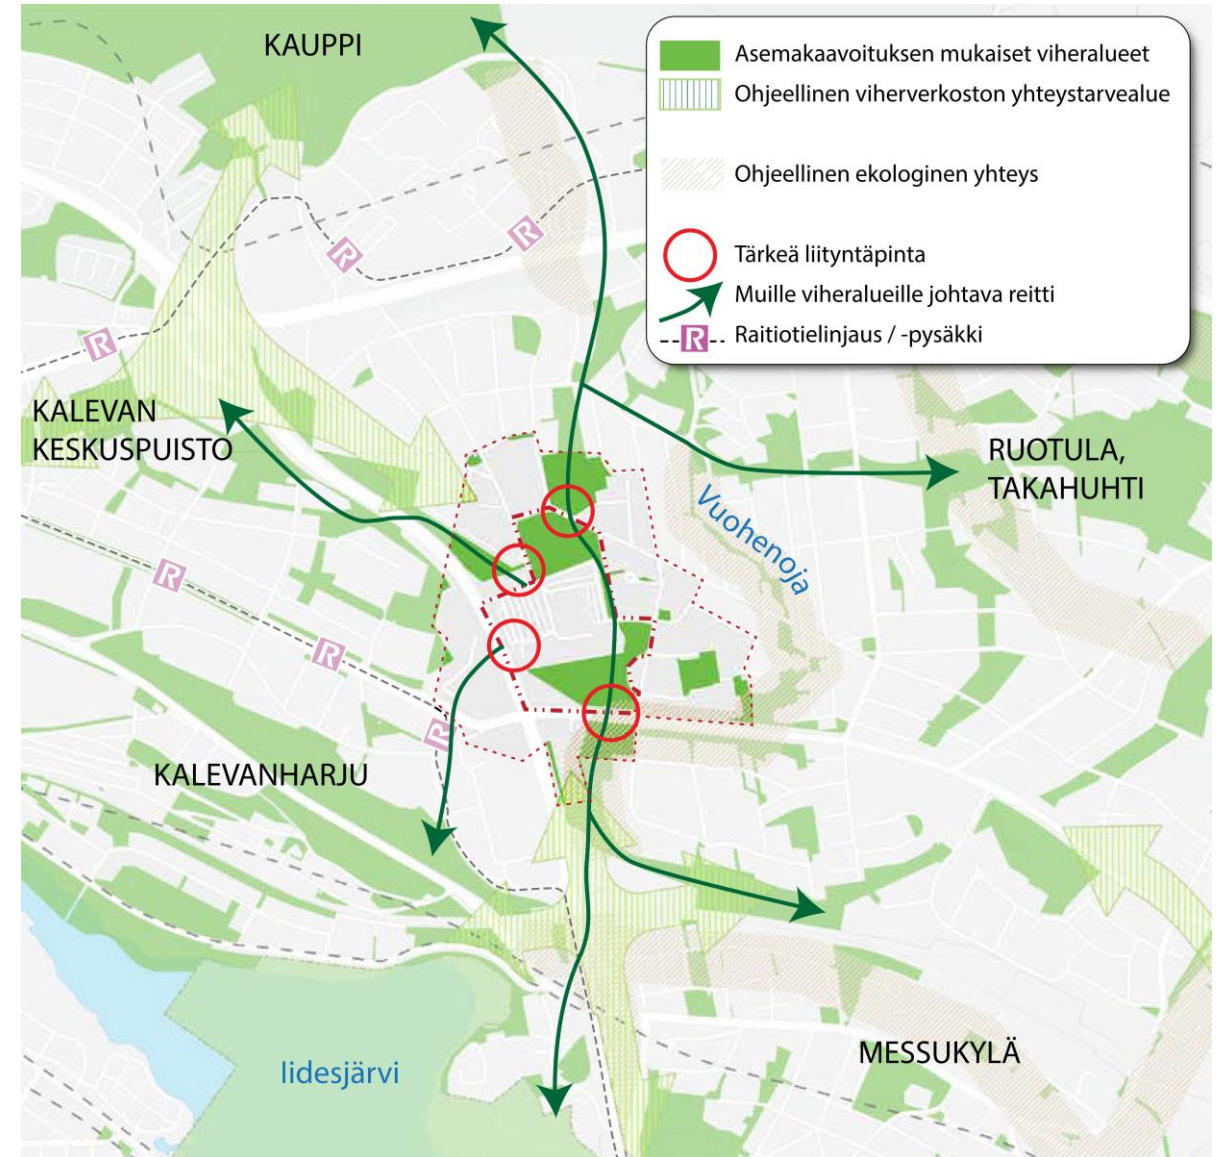 KAUPPI
Asemakaavoituksen mukaiset viheralueet
Ohjeellinen viherverkoston yhteystarvealue
Ohjeellinen ekologinen yhteys
Tärkeä liityntäpinta
Muille viheralueille johtava reitti
R Raitiotielinjaus / -pysäkki
R
R
R
KALEVAN
KESKUSPUISTO
RUOTULA,
TAKAHUHTI
Vuohenoja
R
R
R
KALEVANHARJU
MESSUKYLÄ
Iidesjärvi